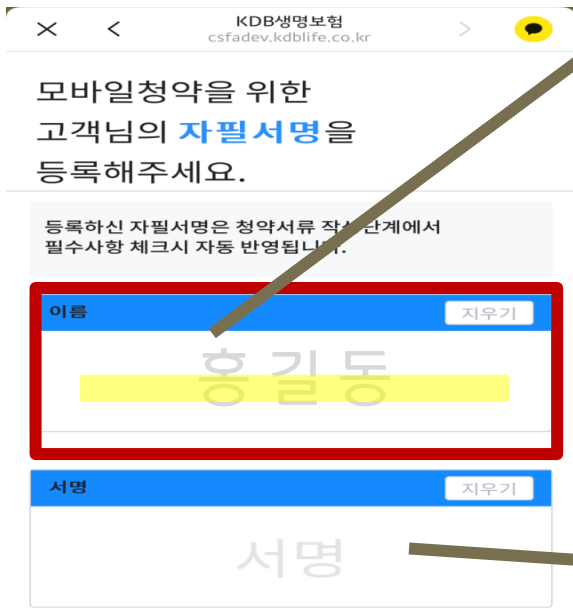 KDB생명보험
csfadev.kdblife.co.kr
모바일청약을 위한
고객님의 자필서명을
등록해주세요.
등록하신 자필서명은 청약서류 단계에서
필수사항 체크시 자동 반영됩니다.
이름
지우기
홍길동
서명
지우기
서명